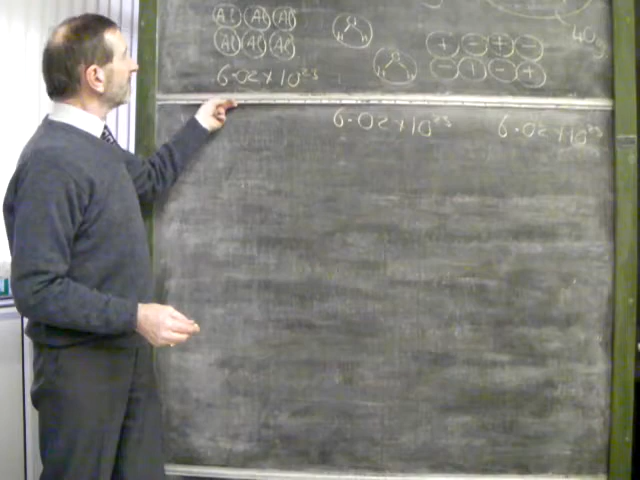 Al Al Al
Al Al Al
+ - + -
- + - +
40g
6.02 x 10²³
6.02 x 10²³
6.02 x 10²³